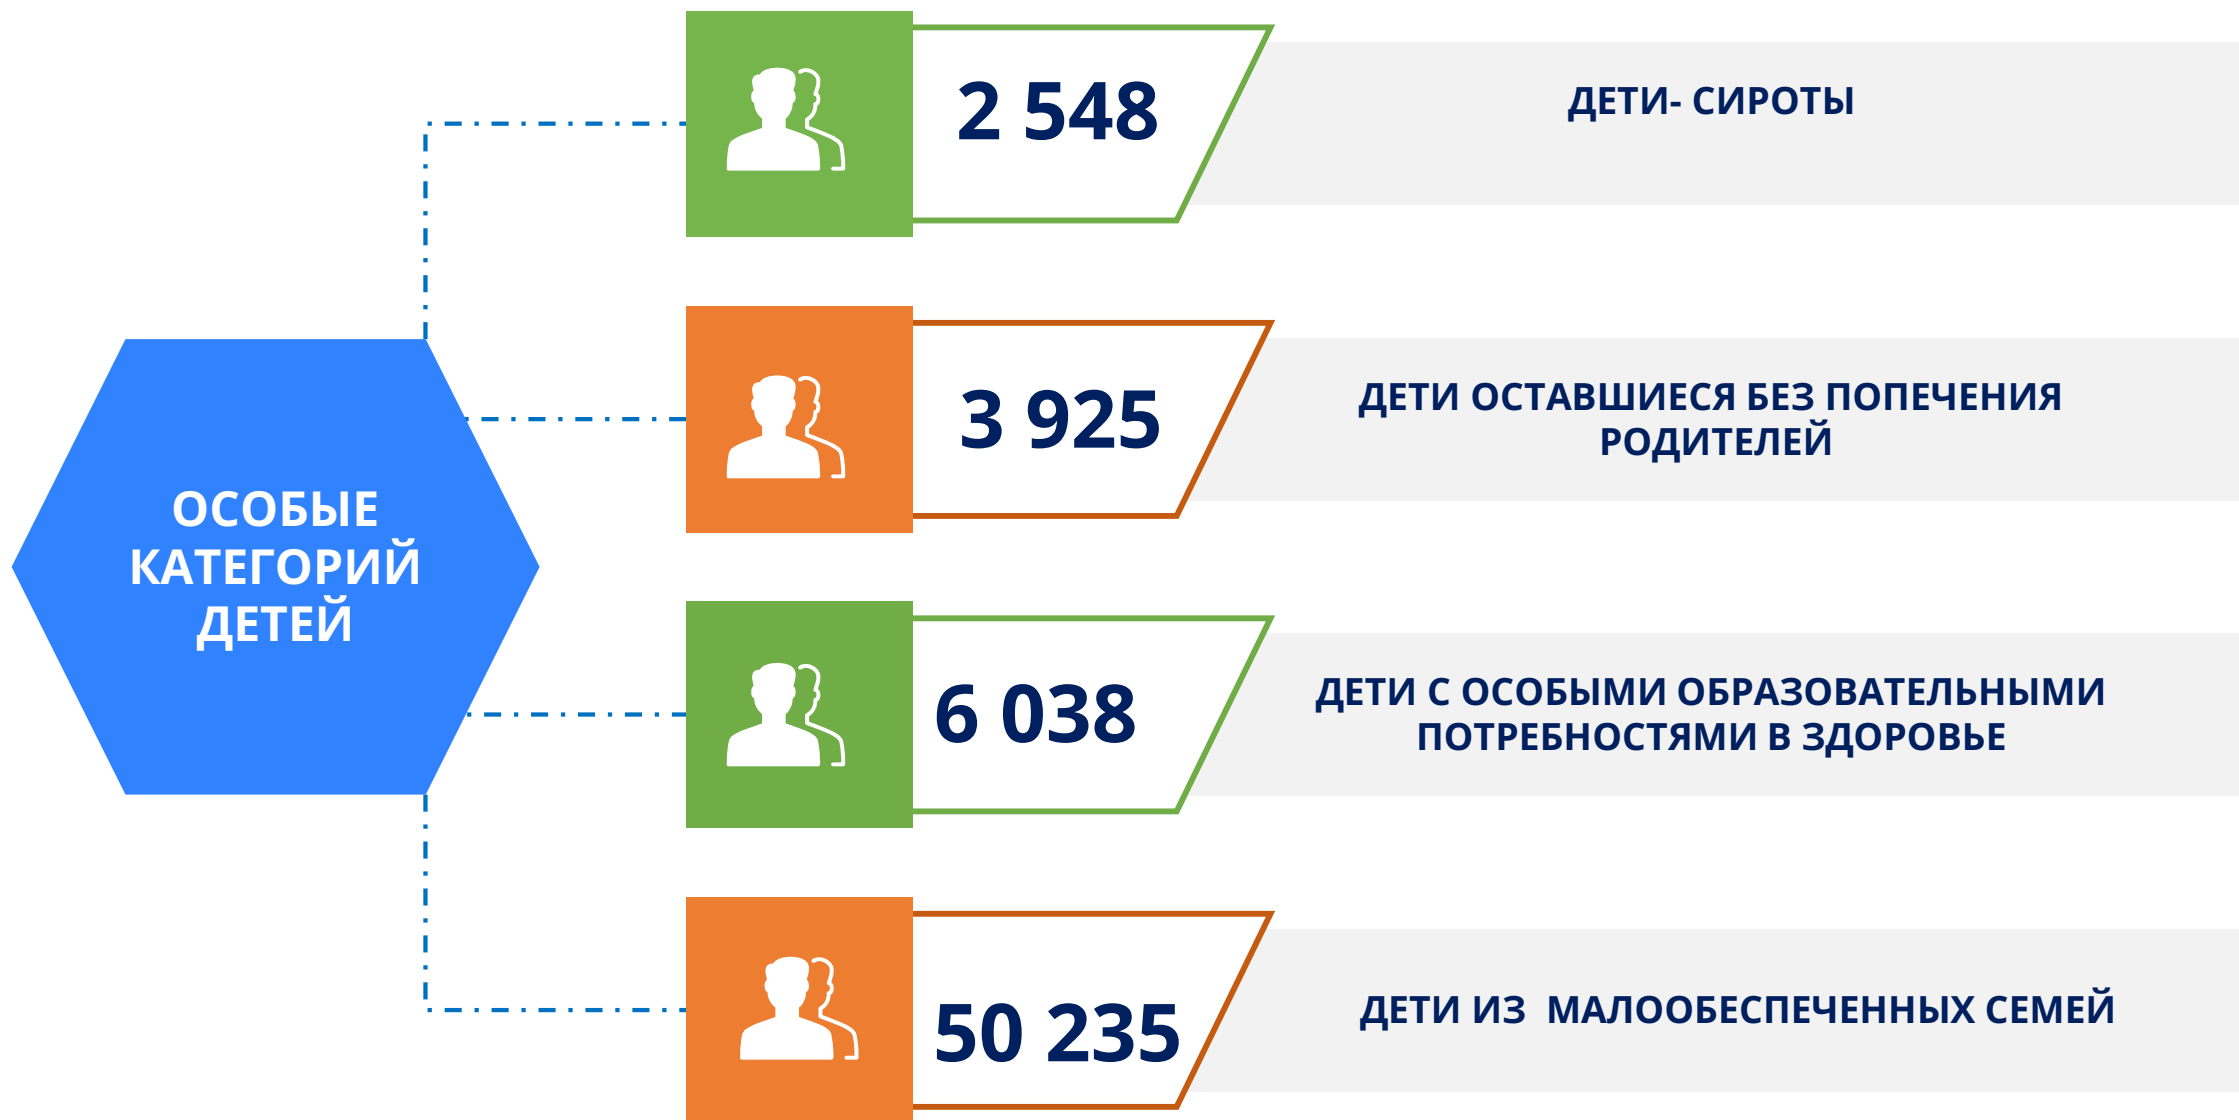 ОСОБЫЕ
КАТЕГОРИЙ
ДЕТЕЙ
2 548
ДЕТИ- СИРОТЫ
3 925
ДЕТИ ОСТАВШИЕСЯ БЕЗ ПОПЕЧЕНИЯ
РОДИТЕЛЕЙ
6 038
ДЕТИ С ОСОБЫМИ ОБРАЗОВАТЕЛЬНЫМИ
ПОТРЕБНОСТЯМИ В ЗДОРОВЬЕ
50 235
ДЕТИ ИЗ  МАЛООБЕСПЕЧЕННЫХ СЕМЕЙ